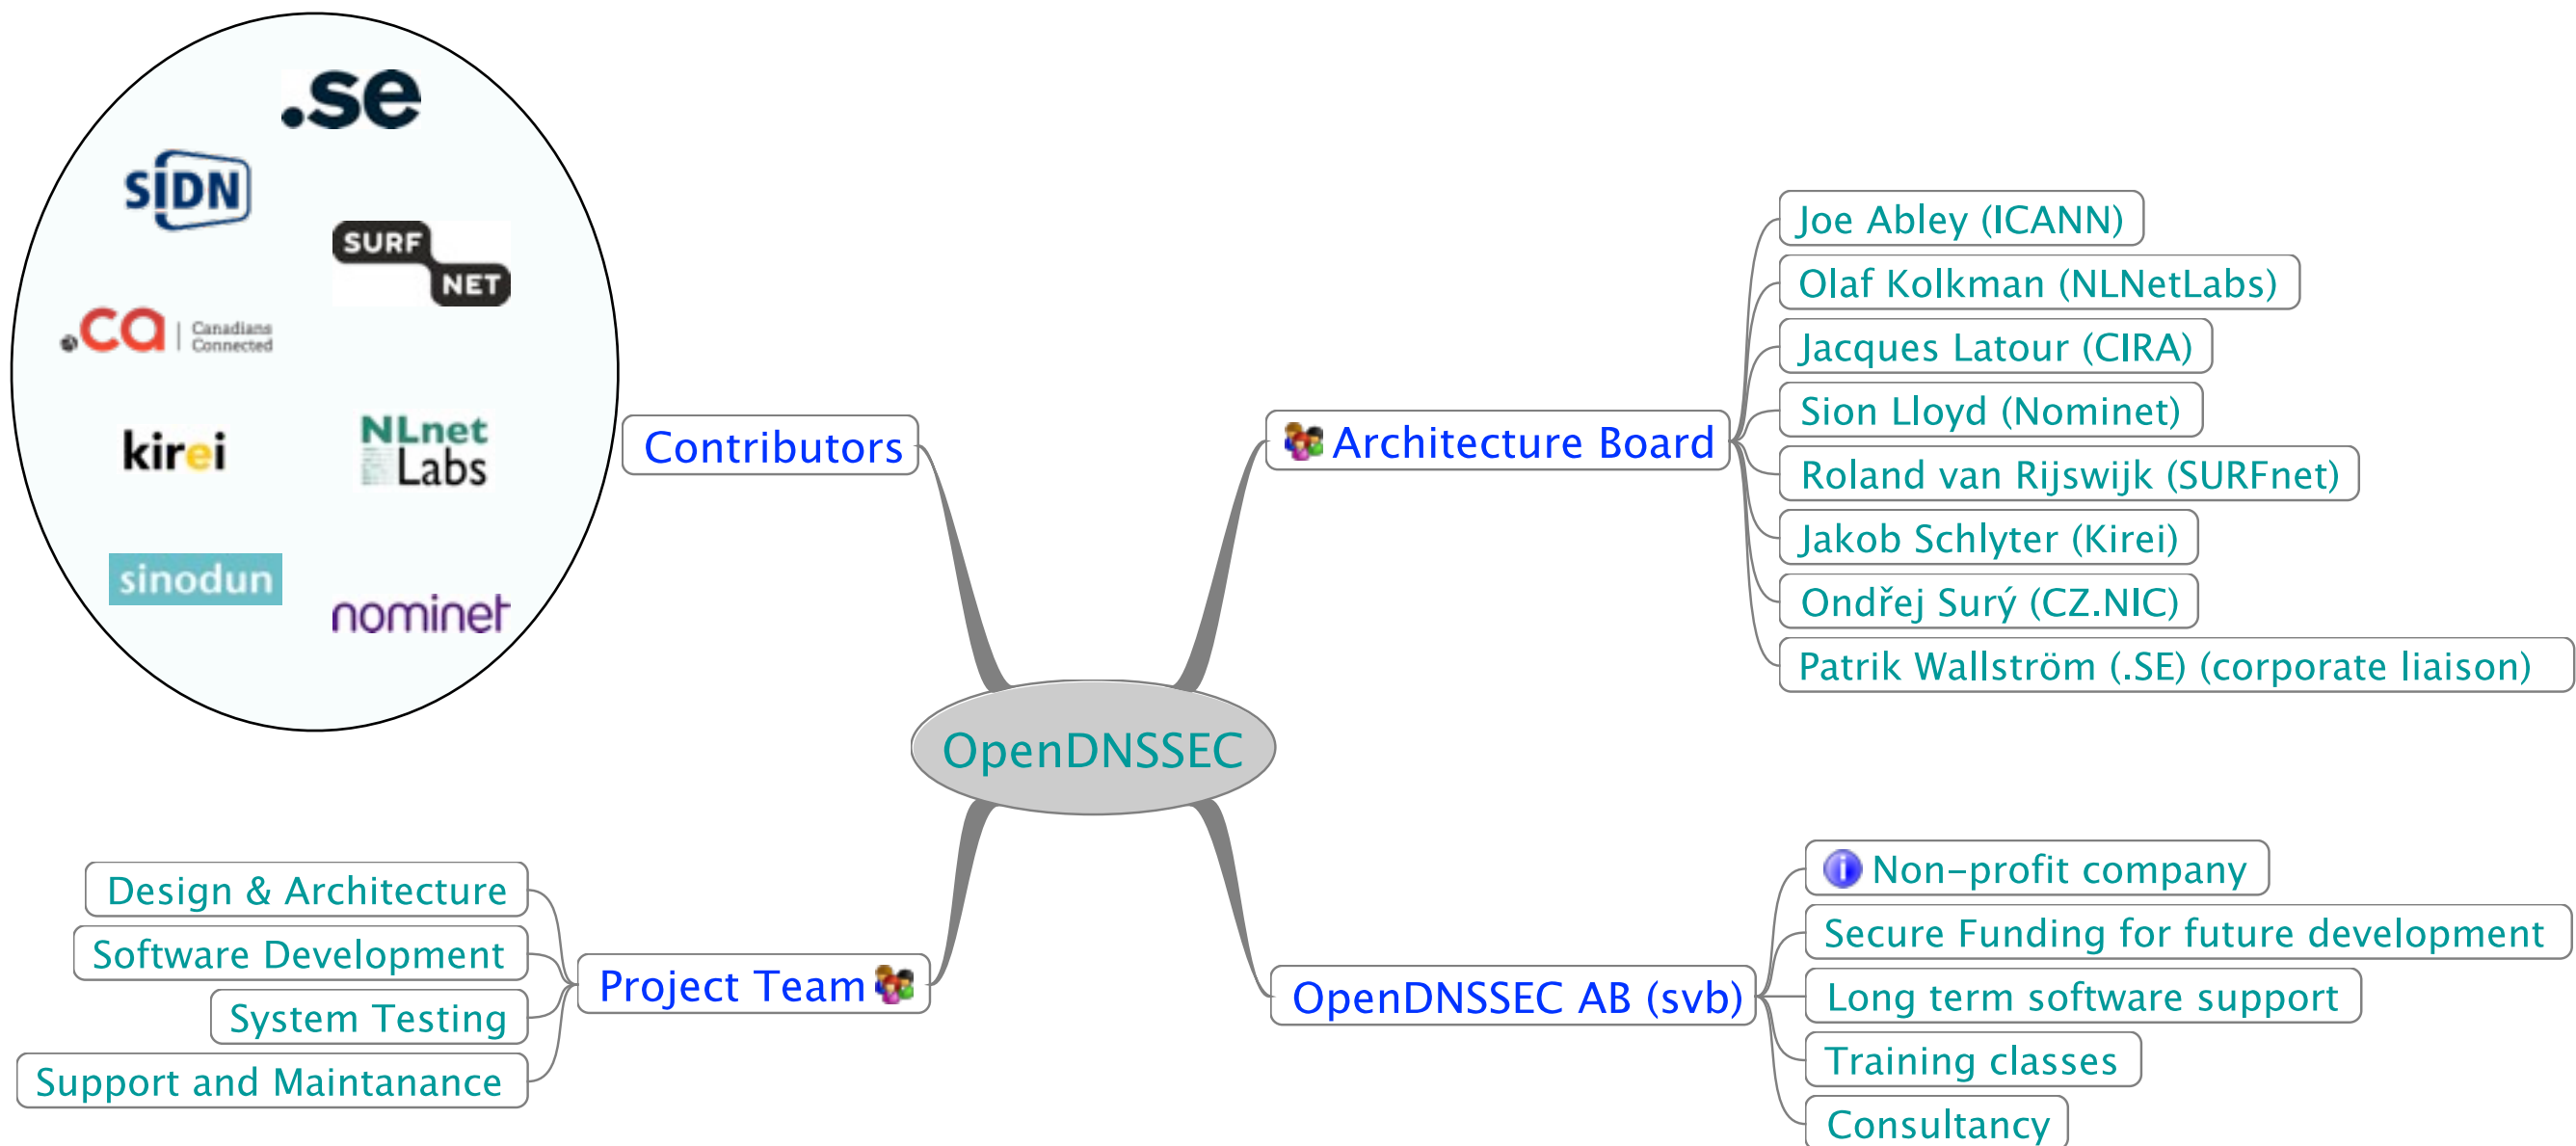 .se
SIDN
SURF
NET
.ca
Canadians
Connected
kirei
NLnet
Labs
sinodun
nominet
Contributors
Architecture Board
Joe Abley (ICANN)
Olaf Kolkman (NLNetLabs)
Jacques Latour (CIRA)
Sion Lloyd (Nominet)
Roland van Rijswijk (SURFnet)
Jakob Schlyter (Kirei)
Ondřej Surý (CZ.NIC)
Patrik Wallström (.SE) (corporate liaison)
OpenDNSSEC
Design & Architecture
Software Development
System Testing
Support and Maintanance
Project Team
OpenDNSSEC AB (svb)
Non-profit company
Secure Funding for future development
Long term software support
Training classes
Consultancy